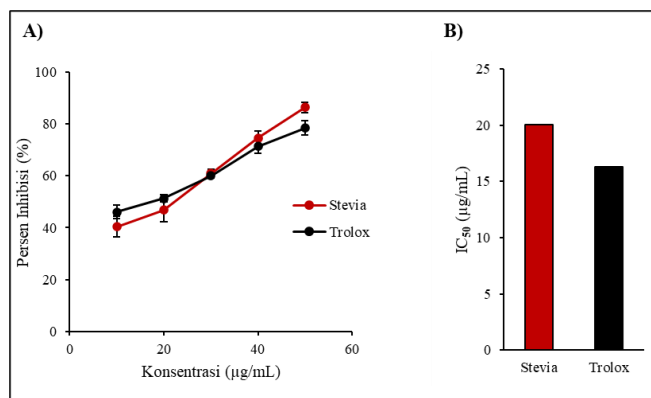 A)
Persen Inhibisi (%)
100
80
60
40
20
0
0 20 40 60
Konsentrasi (µg/mL)
Stevia
Trolox
B)
IC50 (µg/mL)
25
20
15
10
5
0
Stevia Trolox